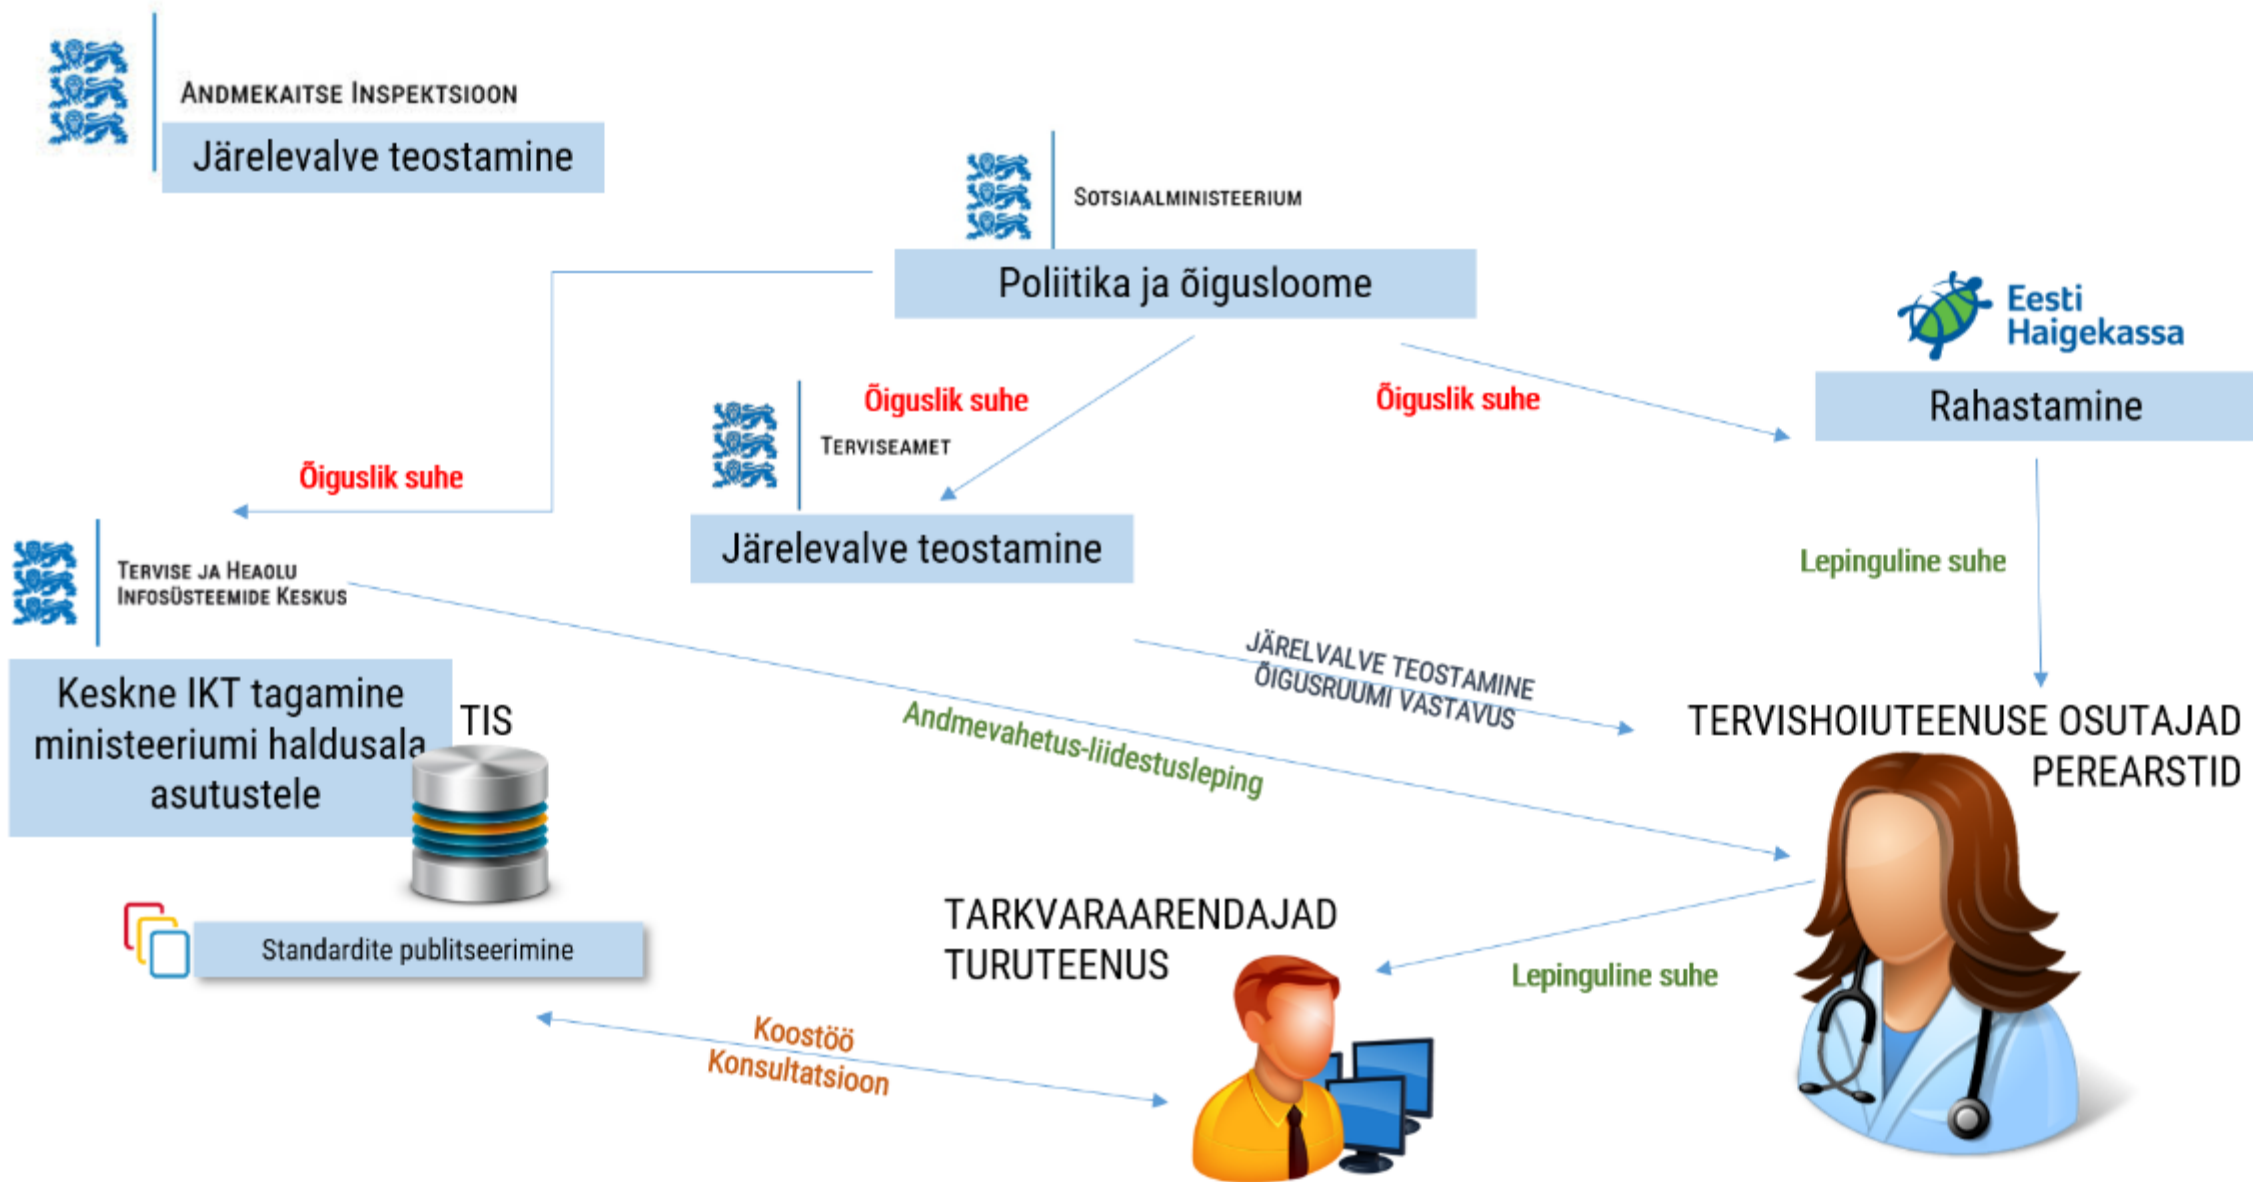 ANDMEKAITSE INSPEKTSIOON
Järelevalve teostamine
SOTSIAALMINISTEERIUM
Poliitika ja õigusloome
Eesti
Haigekassa
Rahastamine
Õiguslik suhe
Õiguslik suhe
TERVISEAMET
Õiguslik suhe
Järelevalve teostamine
Lepinguline suhe
TERVISE JA HEAOLU
INFOSÜSTEEMIDE KESKUS
JÄRELVALVE TEOSTAMINE
ÕIGUSRUUMI VASTAVUS
Keskne IKT tagamine
ministeeriumi haldusala
asutustele
TIS
Andmevahetus-liidestusleping
TERVISHOIUTEENUSE OSUTAJAD
PEREARSTID
Standardite publitseerimine
TARKVARAARENDAJAD
TURUTEENUS
Lepinguline suhe
Koostöö
Konsultatsioon